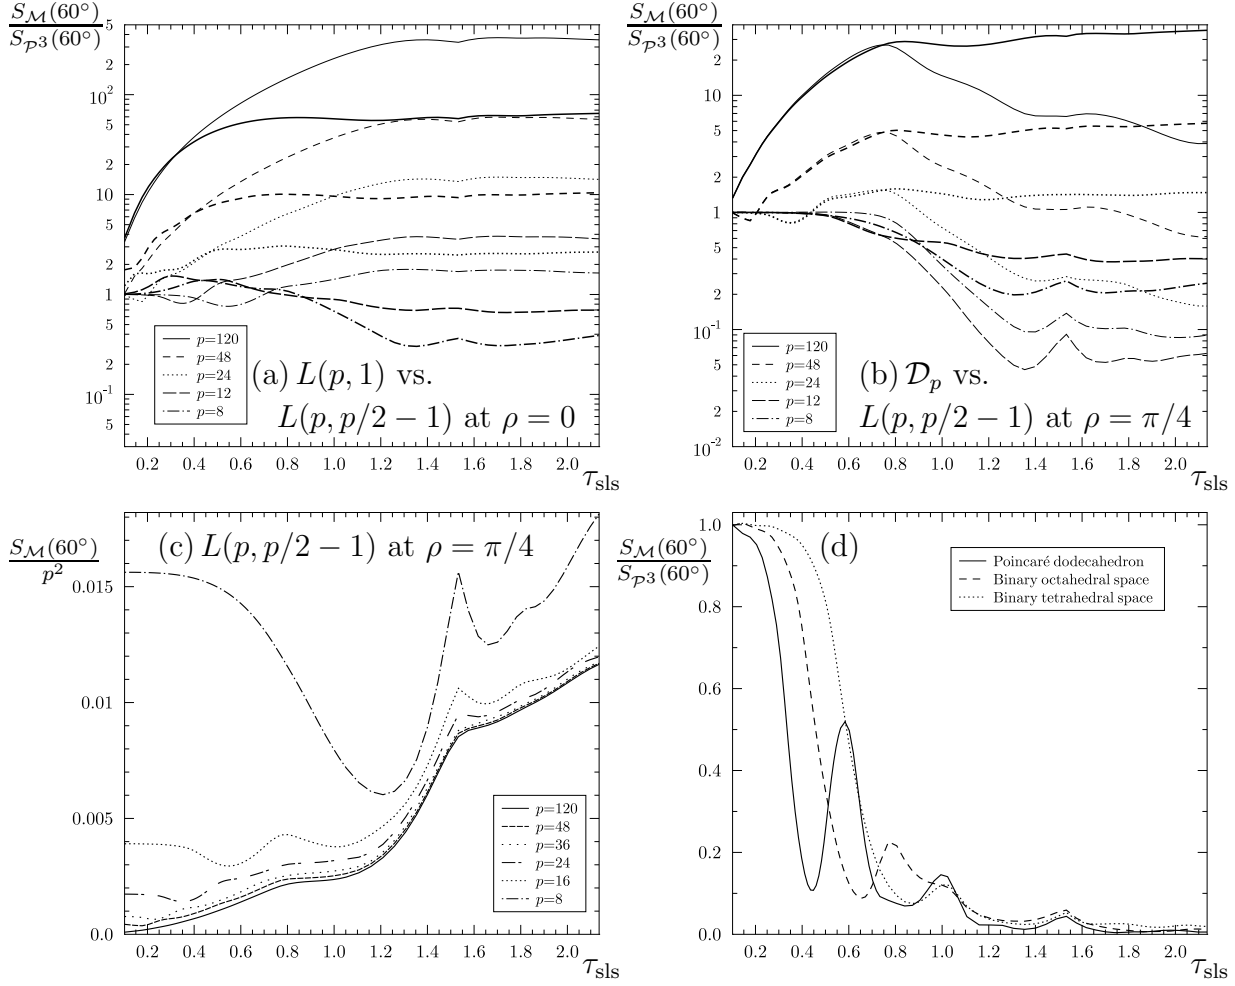 S_M(60°)
S_P³(60°)
5
2
10²
5
2
10
5
2
1
5
2
10⁻¹
5
p=120
p=48
p=24
p=12
p=8
(a) L(p, 1) vs.
L(p, p/2 − 1) at ρ = 0
0.2 0.4 0.6 0.8 1.0 1.2 1.4 1.6 1.8 2.0
τ_sls
S_M(60°)
S_P³(60°)
2
10
5
2
1
5
2
10⁻¹
5
2
10⁻²
p=120
p=48
p=24
p=12
p=8
(b) D_p vs.
L(p, p/2 − 1) at ρ = π/4
0.2 0.4 0.6 0.8 1.0 1.2 1.4 1.6 1.8 2.0
τ_sls
S_M(60°)
p²
(c) L(p, p/2 − 1) at ρ = π/4
0.015
0.01
0.005
0.0
p=120
p=48
p=36
p=24
p=16
p=8
0.2 0.4 0.6 0.8 1.0 1.2 1.4 1.6 1.8 2.0
τ_sls
S_M(60°)
S_P³(60°)
(d)
1.0
0.8
0.6
0.4
0.2
0.0
Poincaré dodecahedron
Binary octahedral space
Binary tetrahedral space
0.2 0.4 0.6 0.8 1.0 1.2 1.4 1.6 1.8 2.0
τ_sls